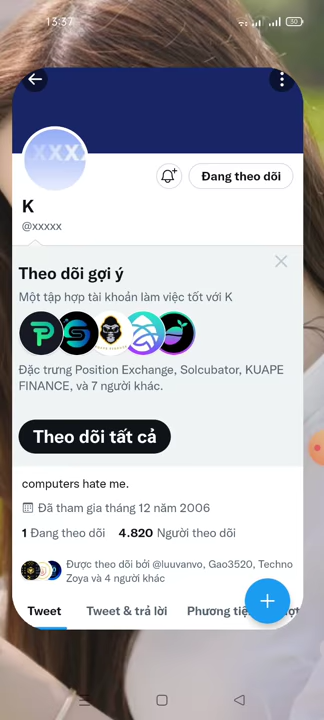 13:37
50
XXXX
Đang theo dõi
K
@xxxxx
Theo dõi gợi ý
Một tập hợp tài khoản làm việc tốt với K
Đặc trưng Position Exchange, Solcubator, KUAPE
FINANCE, và 7 người khác.
Theo dõi tất cả
computers hate me.
Đã tham gia tháng 12 năm 2006
1 Đang theo dõi 4.820 Người theo dõi
Được theo dõi bởi @luuvanvo, Gao3520, Techno
Zoya và 4 người khác
Tweet Tweet & trả lời Phương tiệ